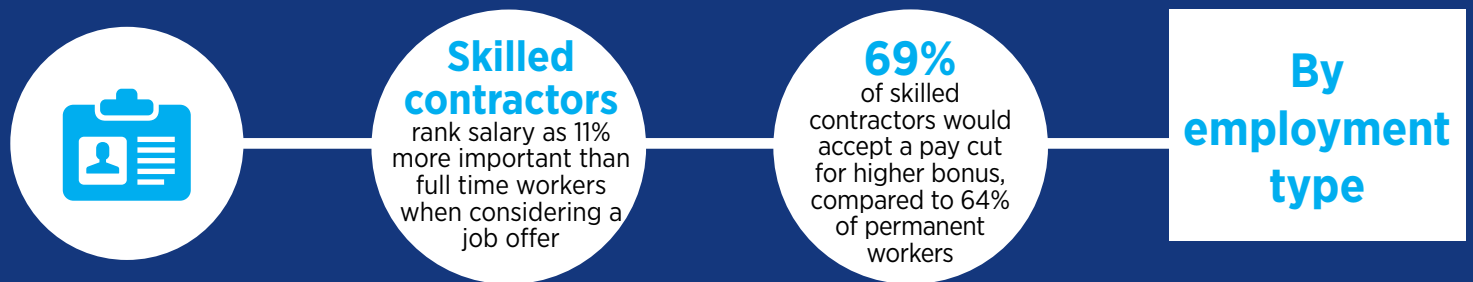 Skilled
contractors
rank salary as 11%
more important than
full time workers
when considering a
job offer
69%
of skilled
contractors would
accept a pay cut
for higher bonus,
compared to 64%
of permanent
workers
By
employment
type